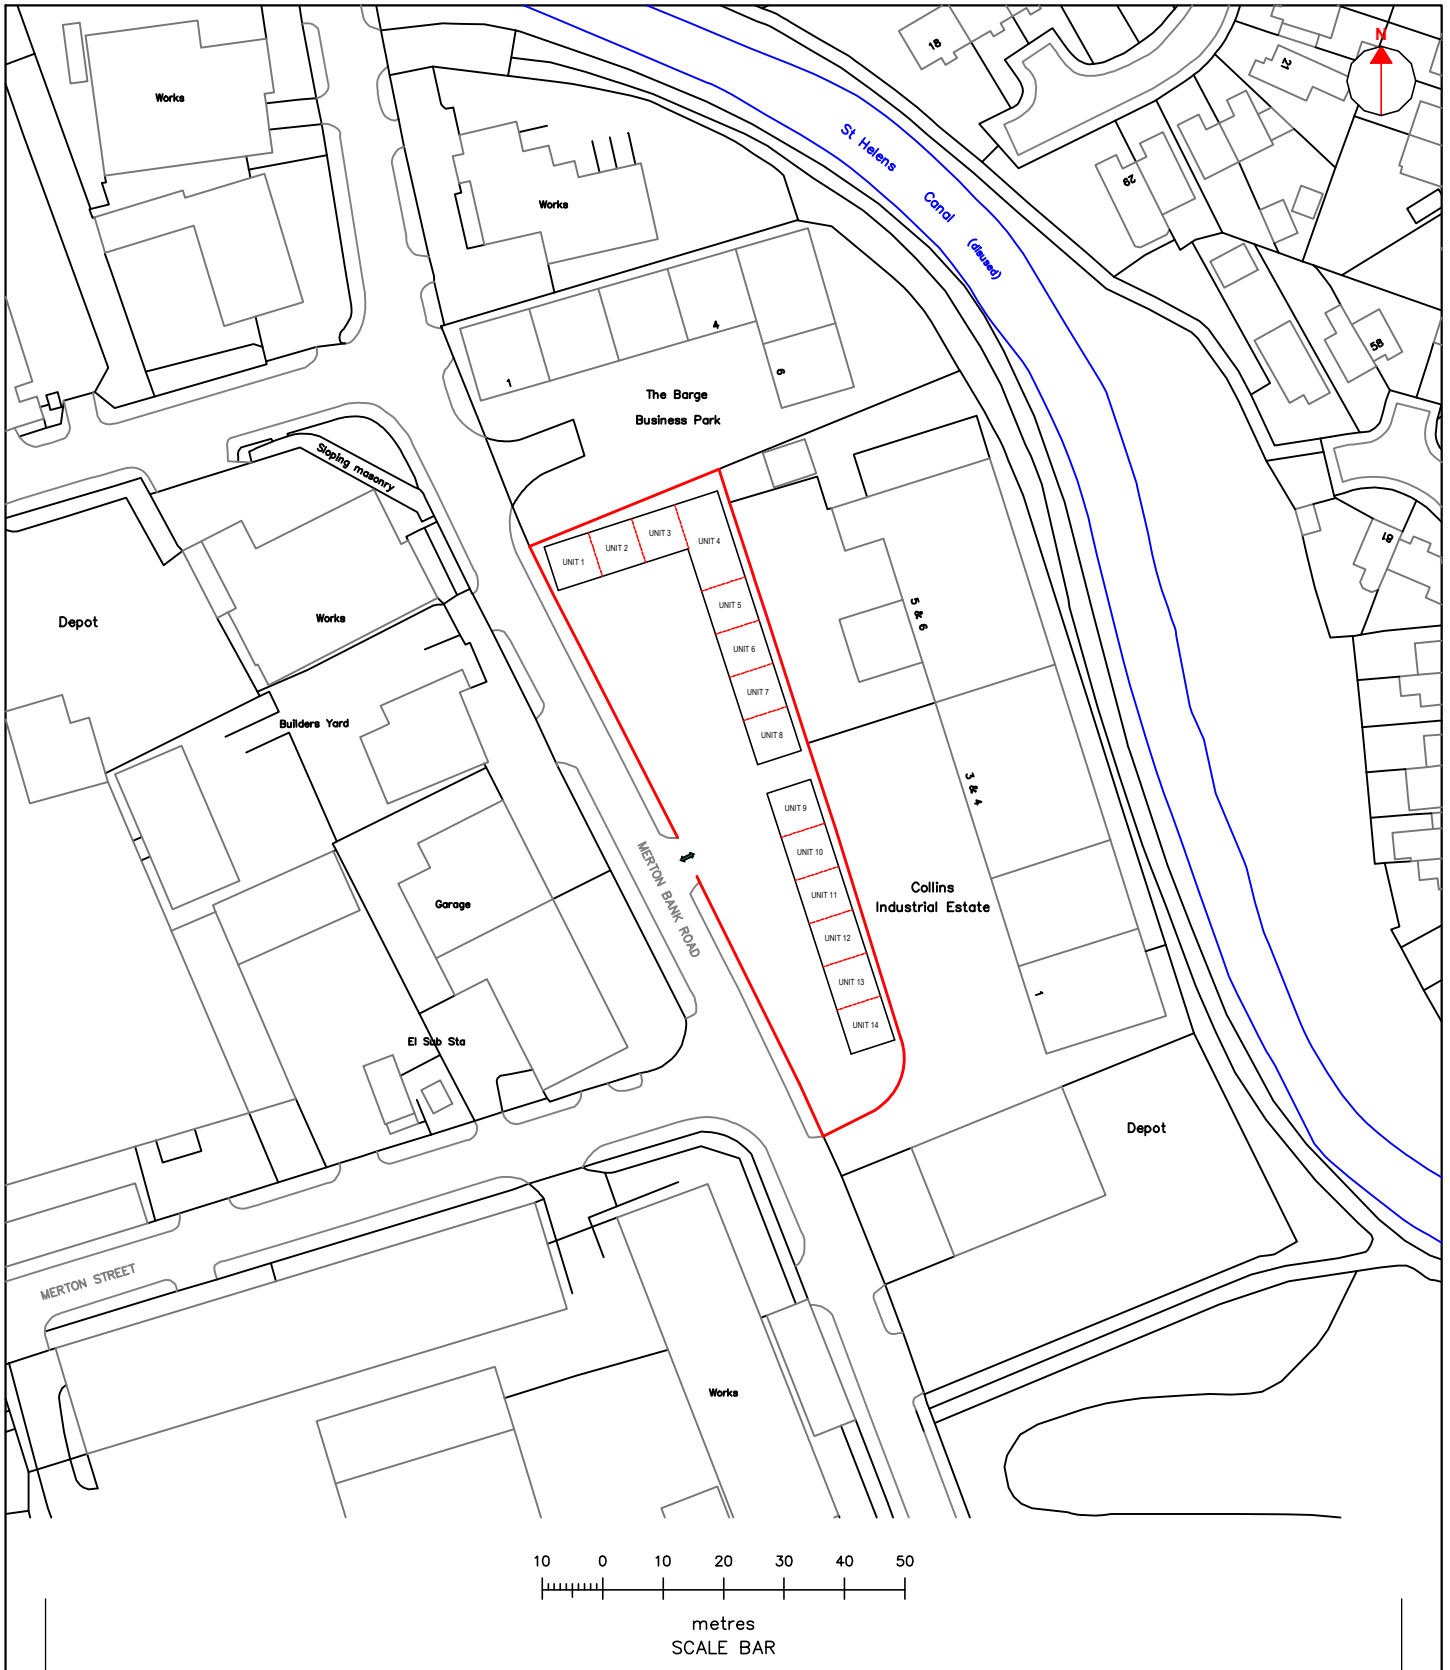 N
18
21
Works
St Helens
Canal
(disused)
29
Works
58
1
4
6
The Barge
Business Park
Sloping masonry
81
UNIT 1
UNIT 2
UNIT 3
UNIT 4
UNIT 5
UNIT 6
UNIT 7
UNIT 8
5 & 6
Depot
Works
Builders Yard
3 & 4
UNIT 9
UNIT 10
UNIT 11
UNIT 12
UNIT 13
UNIT 14
MERTON BANK ROAD
Collins
Industrial Estate
Garage
1
El Sub Sta
Depot
MERTON STREET
Works
10 0 10 20 30 40 50
metres
SCALE BAR